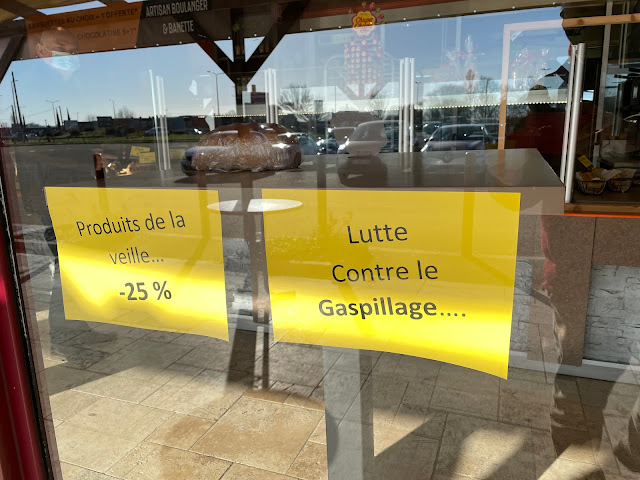 ARTISAN BOULANGER
& BANETTE
Produits de la
veille...
-25 %
Lutte
Contre le
Gaspillage....